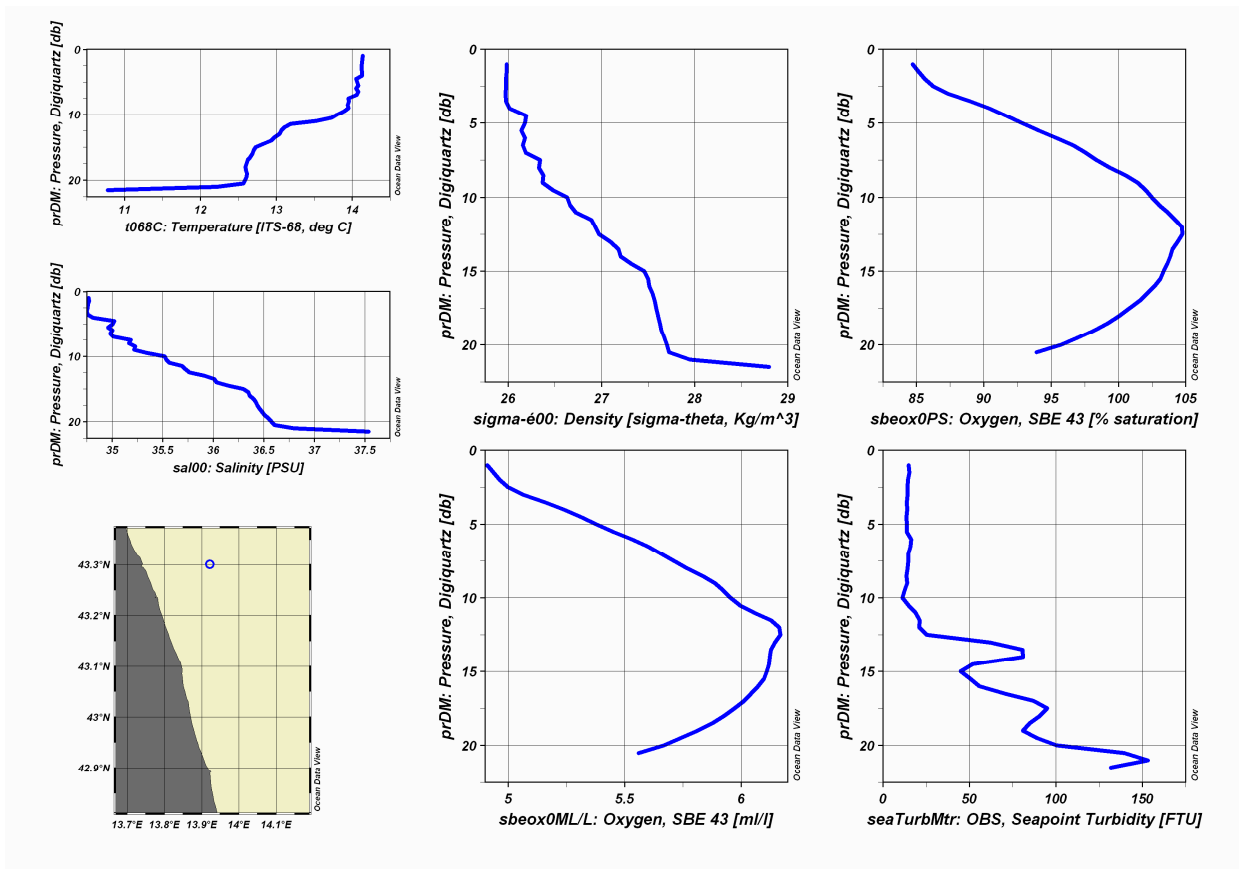 prDM: Pressure, Digiquartz [db]
0
10
20
11
12
13
14
t068C: Temperature [ITS-68, deg C]
Ocean Data View
prDM: Pressure, Digiquartz [db]
0
10
20
35
35.5
36
36.5
37
37.5
sal00: Salinity [PSU]
Ocean Data View
43.3°N
43.2°N
43.1°N
43°N
42.9°N
13.7°E
13.8°E
13.9°E
14°E
14.1°E
Ocean Data View
prDM: Pressure, Digiquartz [db]
0
5
10
15
20
26
27
28
29
sigma-é00: Density [sigma-theta, Kg/m^3]
Ocean Data View
prDM: Pressure, Digiquartz [db]
0
5
10
15
20
5
5.5
6
sbeox0ML/L: Oxygen, SBE 43 [ml/l]
Ocean Data View
prDM: Pressure, Digiquartz [db]
0
5
10
15
20
85
90
95
100
105
sbeox0PS: Oxygen, SBE 43 [% saturation]
Ocean Data View
prDM: Pressure, Digiquartz [db]
0
5
10
15
20
0
50
100
150
seaTurbMtr: OBS, Seapoint Turbidity [FTU]
Ocean Data View